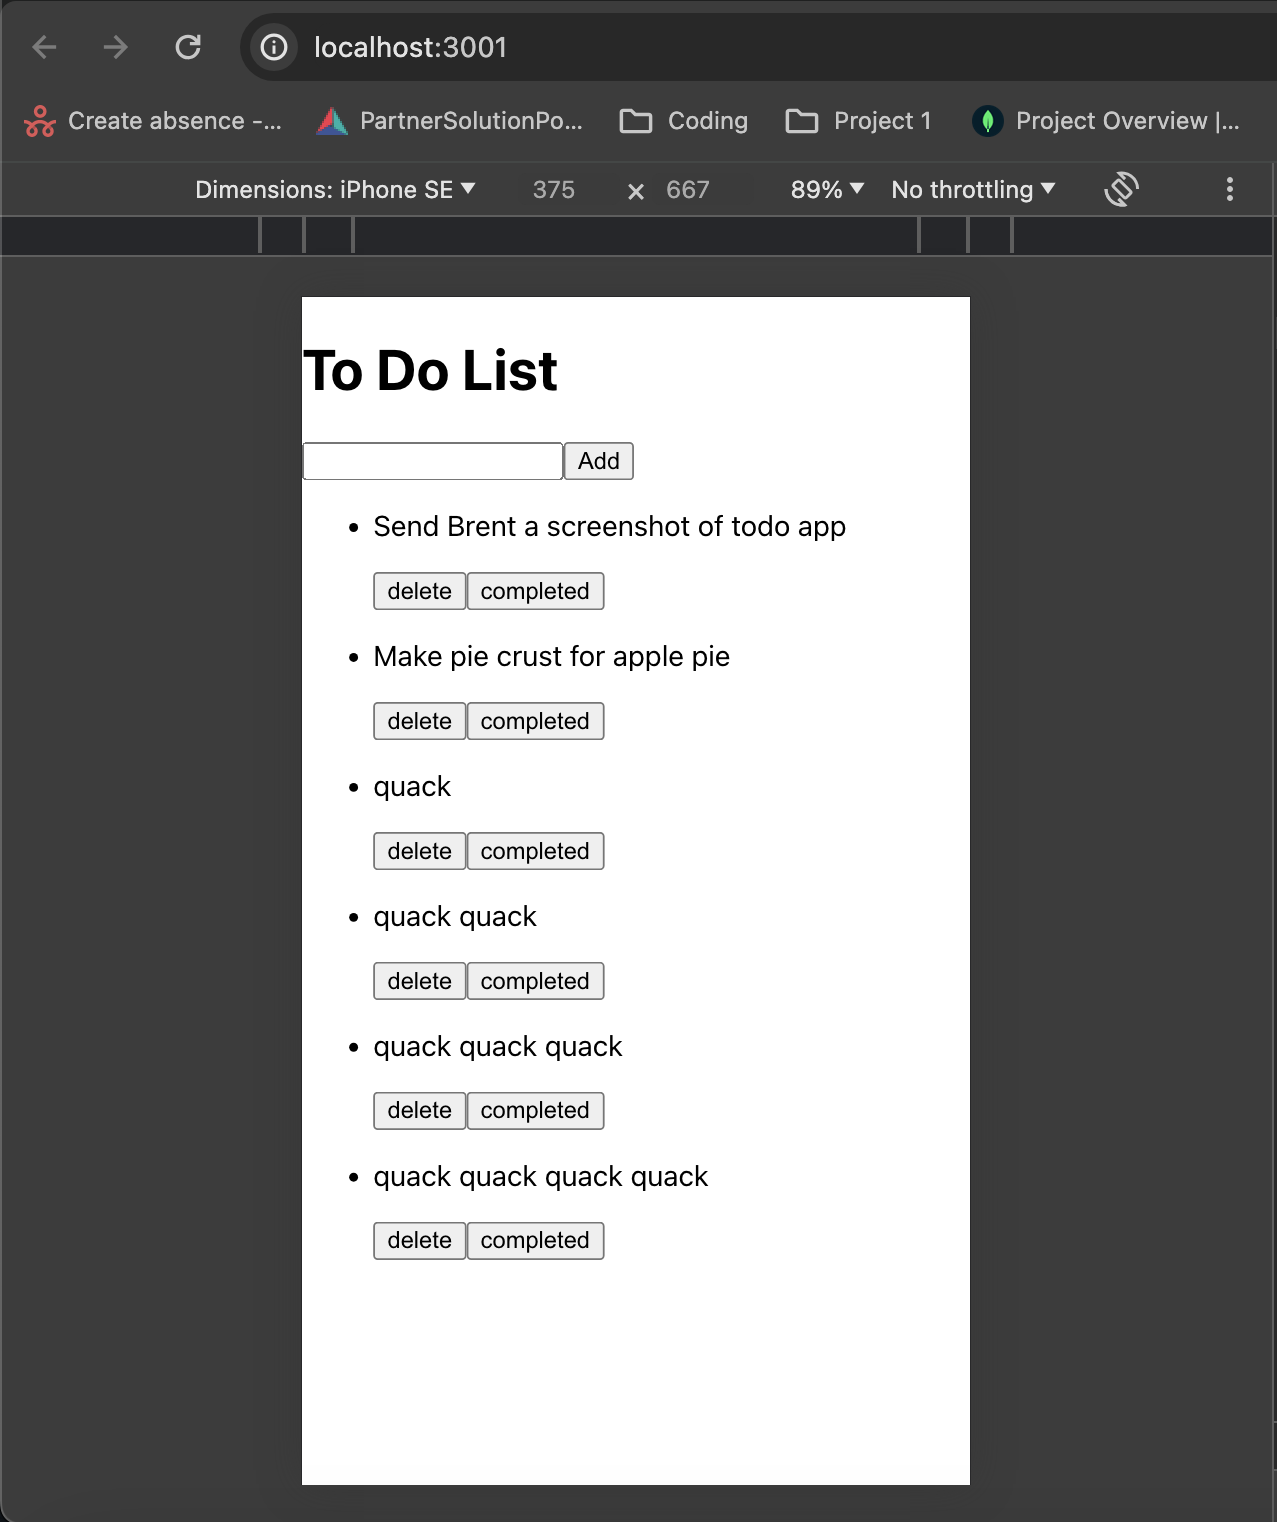 localhost:3001
Create absence -...
PartnerSolutionPo...
Coding
Project 1
Project Overview |...
Dimensions: iPhone SE 375 × 667 89% No throttling
To Do List
Add
Send Brent a screenshot of todo app
delete completed
Make pie crust for apple pie
delete completed
quack
delete completed
quack quack
delete completed
quack quack quack
delete completed
quack quack quack quack
delete completed